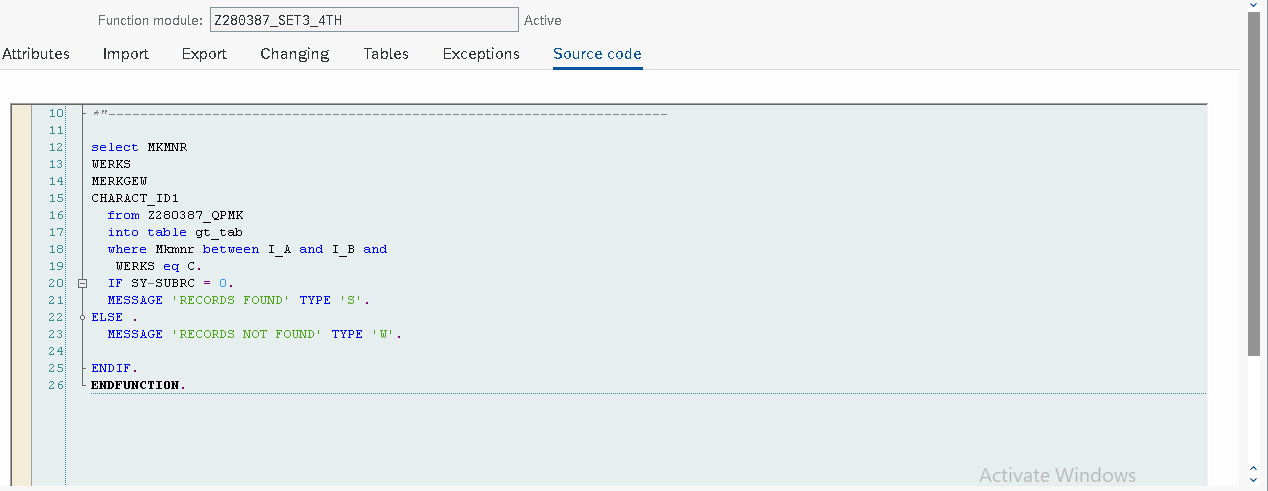 Function module: Z280387_SET3_4TH Active
Attributes Import Export Changing Tables Exceptions Source code
10 *"----------------------------------------------------------------------
11
12 select MKMNR
13 WERKS
14 MERKGEW
15 CHARACT_ID1
16 from Z280387_QPMK
17 into table gt_tab
18 where Mkmnr between I_A and I_B and
19 WERKS eq C.
20 IF SY-SUBRC = 0.
21 MESSAGE 'RECORDS FOUND' TYPE 'S'.
22 ELSE .
23 MESSAGE 'RECORDS NOT FOUND' TYPE 'W'.
24
25 ENDIF.
26 ENDFUNCTION.
Activate Windows